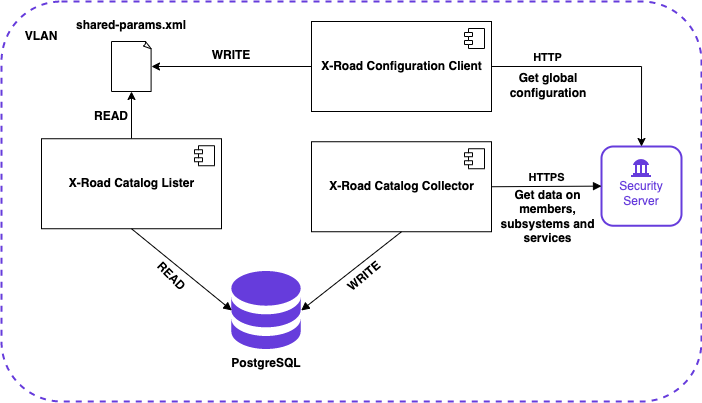 shared-params.xml
VLAN
WRITE
X-Road Configuration Client
HTTP
Get global
configuration
READ
X-Road Catalog Lister
X-Road Catalog Collector
HTTPS
Get data on
members,
subsystems and
services
Security
Server
READ
WRITE
PostgreSQL